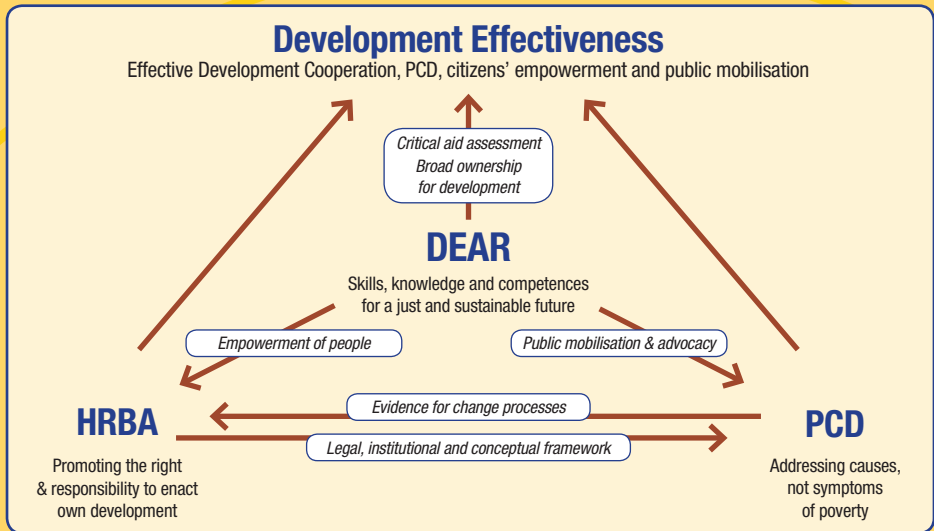 Development Effectiveness
Effective Development Cooperation, PCD, citizens’ empowerment and public mobilisation
Critical aid assessment
Broad ownership
for development
DEAR
Skills, knowledge and competences
for a just and sustainable future
Empowerment of people
Public mobilisation & advocacy
Evidence for change processes
Legal, institutional and conceptual framework
HRBA
Promoting the right
& responsibility to enact
own development
PCD
Addressing causes,
not symptoms
of poverty